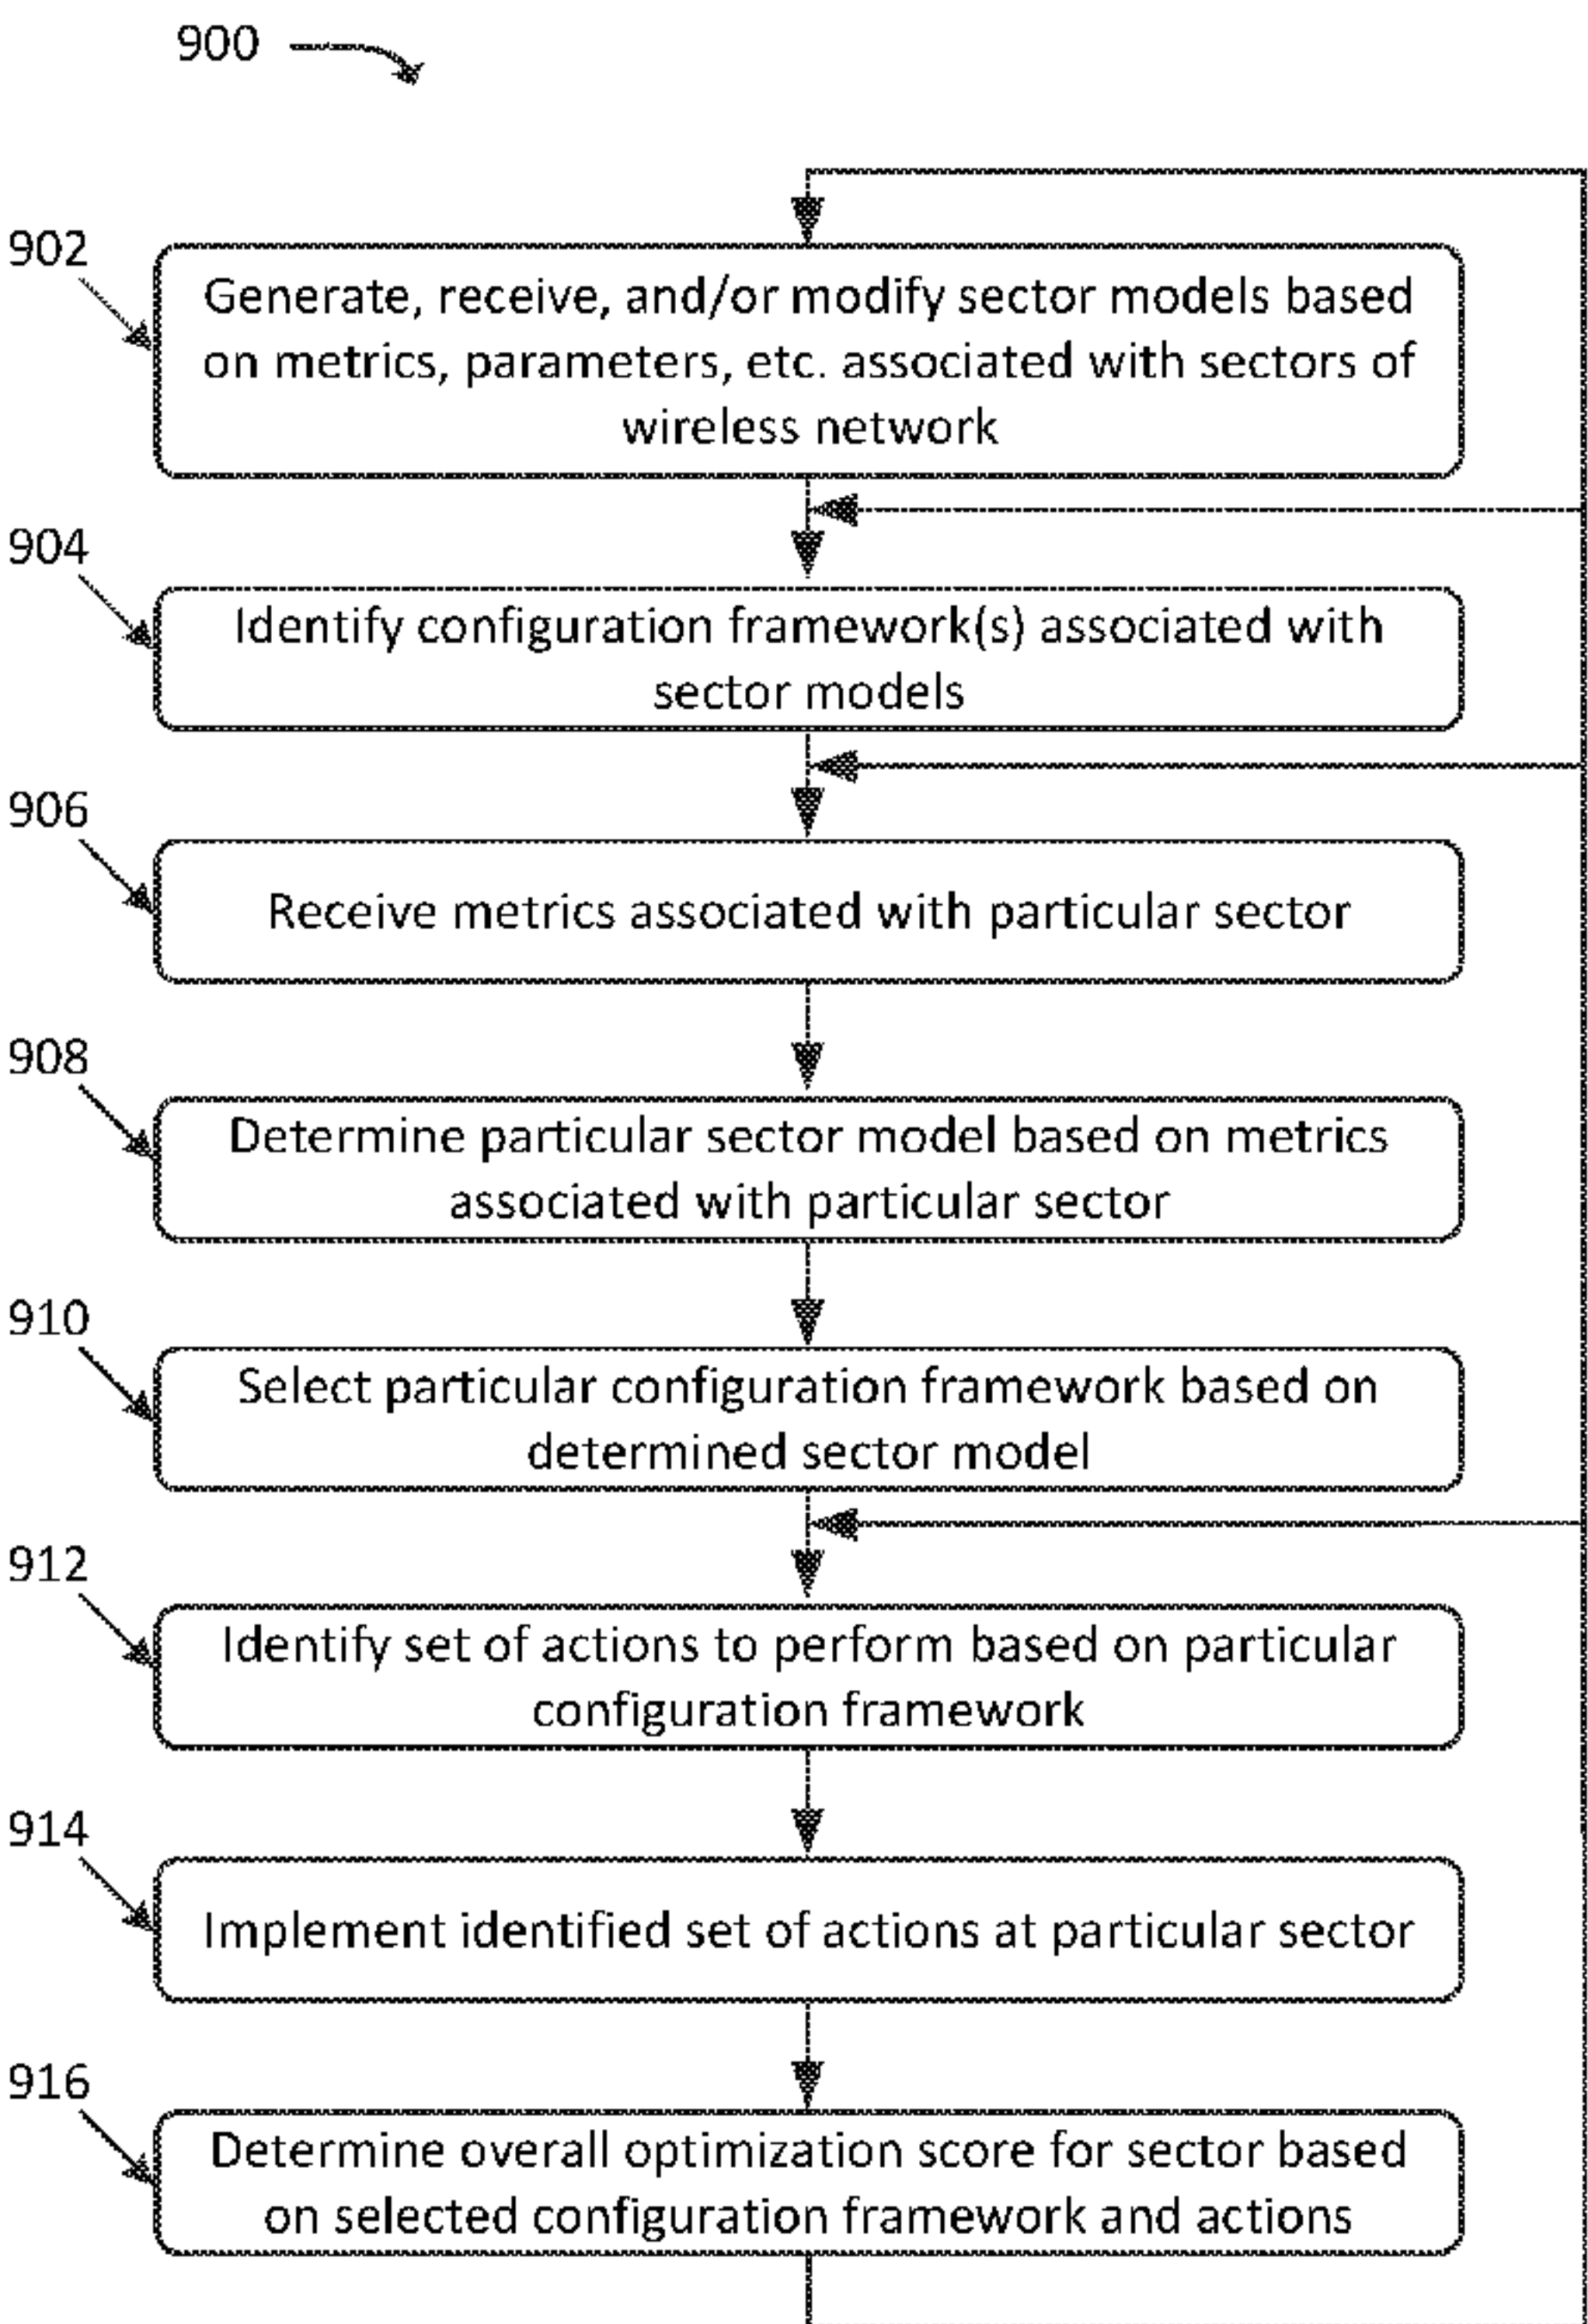 900
902
Generate, receive, and/or modify sector models based
on metrics, parameters, etc. associated with sectors of
wireless network
904
Identify configuration framework(s) associated with
sector models
906
Receive metrics associated with particular sector
908
Determine particular sector model based on metrics
associated with particular sector
910
Select particular configuration framework based on
determined sector model
912
Identify set of actions to perform based on particular
configuration framework
914
Implement identified set of actions at particular sector
916
Determine overall optimization score for sector based
on selected configuration framework and actions